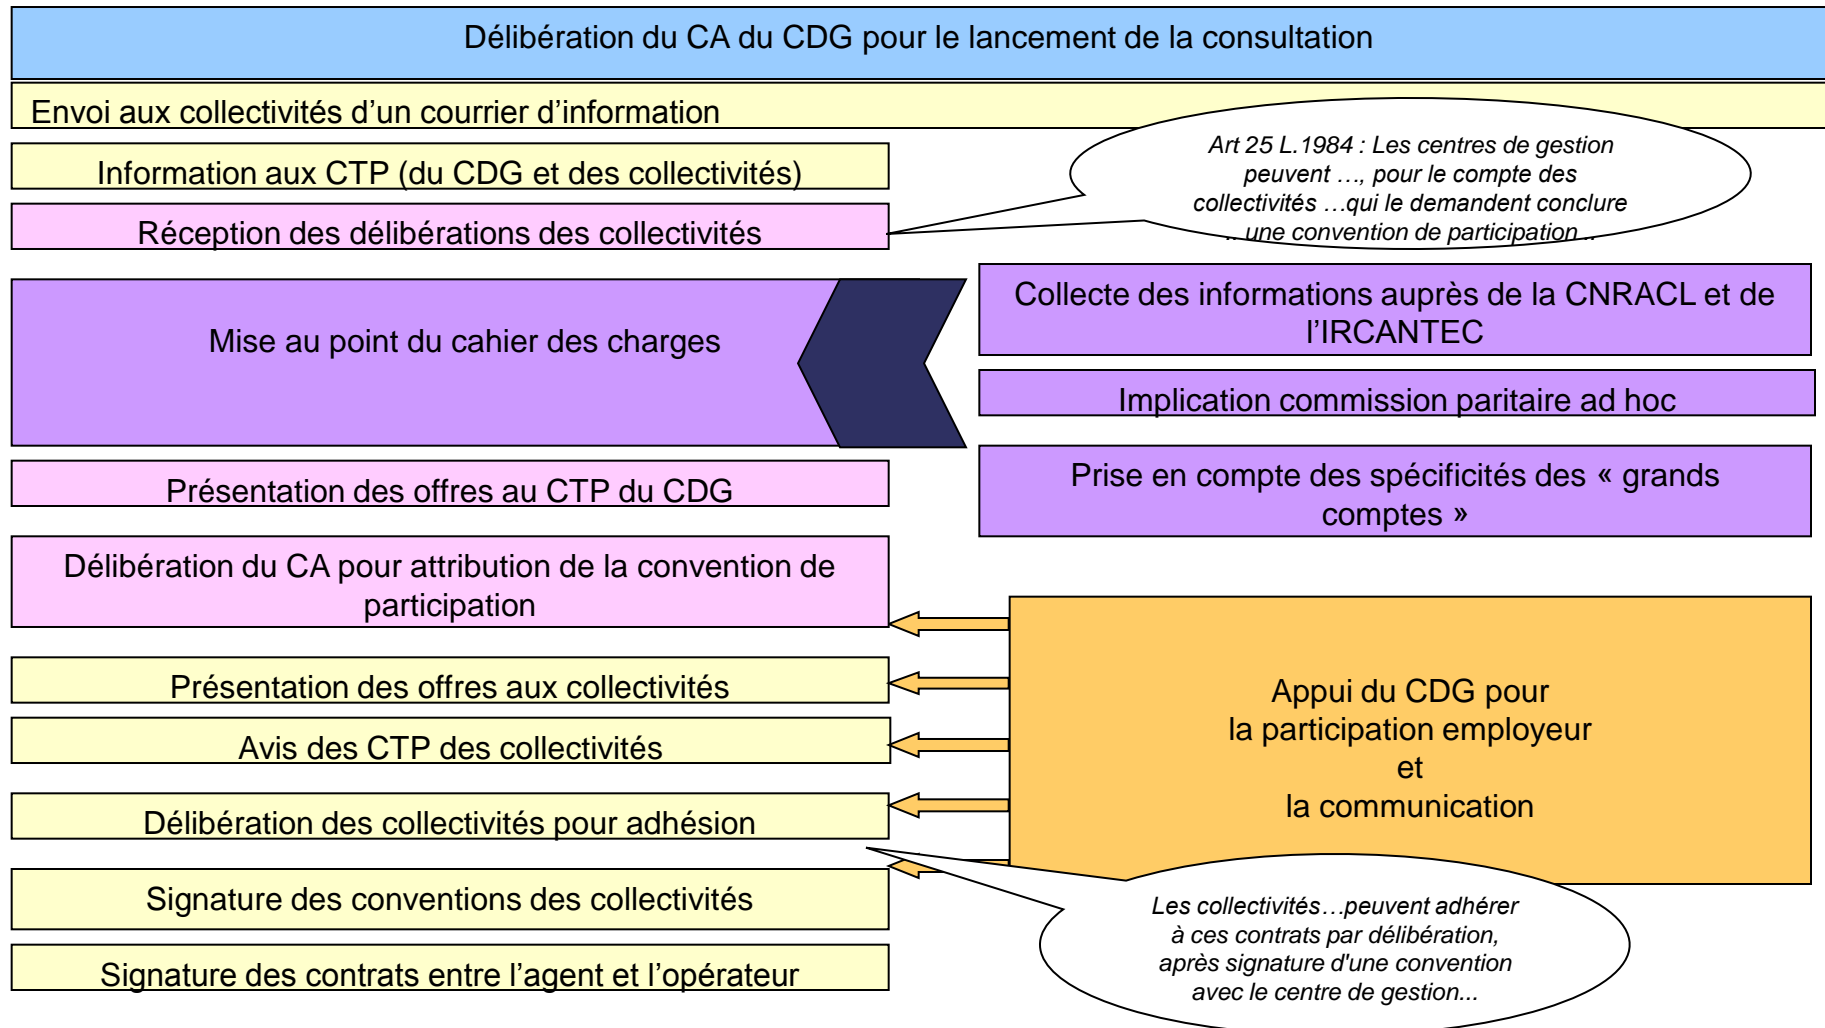 Délibération du CA du CDG pour le lancement de la consultation
Envoi aux collectivités d’un courrier d’information
Information aux CTP (du CDG et des collectivités)
Réception des délibérations des collectivités
Art 25 L.1984 : Les centres de gestion
peuvent …, pour le compte des
collectivités …qui le demandent conclure
...une convention de participation...
Mise au point du cahier des charges
Collecte des informations auprès de la CNRACL et de
l’IRCANTEC
Implication commission paritaire ad hoc
Prise en compte des spécificités des « grands
comptes »
Présentation des offres au CTP du CDG
Délibération du CA pour attribution de la convention de
participation
Présentation des offres aux collectivités
Avis des CTP des collectivités
Délibération des collectivités pour adhésion
Signature des conventions des collectivités
Signature des contrats entre l’agent et l’opérateur
Appui du CDG pour
la participation employeur
et
la communication
Les collectivités…peuvent adhérer
à ces contrats par délibération,
après signature d'une convention
avec le centre de gestion...